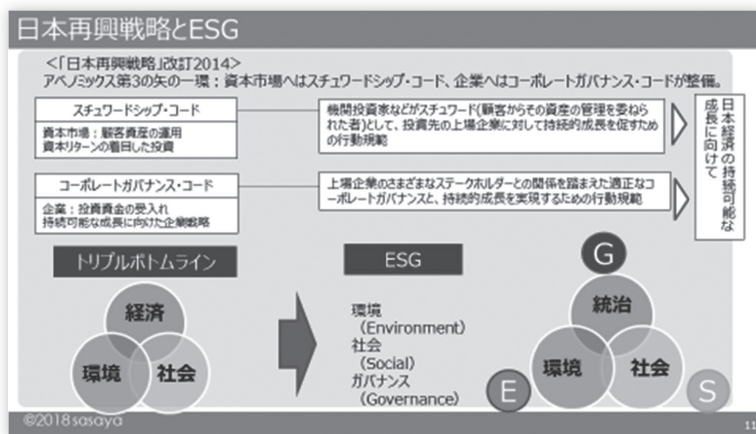 日本再興戦略とESG
<「日本再興戦略」改訂2014>
アベノミックス第3の矢の一環：資本市場へはスチュワードシップ・コード、企業へはコーポレートガバナンス・コードが整備。
スチュワードシップ・コード
資本市場：顧客資産の運用
資本リターンの着目した投資
機関投資家などがスチュワード(顧客からその資産の管理を委ねら
れた者)として、投資先の上場企業に対して持続的成長を促すため
の行動規範
コーポレートガバナンス・コード
企業：投資資金の受入れ
持続可能な成長に向けた企業戦略
上場企業のさまざまなステークホルダーとの関係を踏まえた適正なコ
ーポレートガバナンスと、持続的成長を実現するための行動規範
日本経済の持続可能な
成長に向けて
トリプルボトムライン
経済
環境
社会
ESG
環境
（Environment）
社会
（Social）
ガバナンス
（Governance）
G
統治
環境
社会
E
S
©2018 sasaya
11